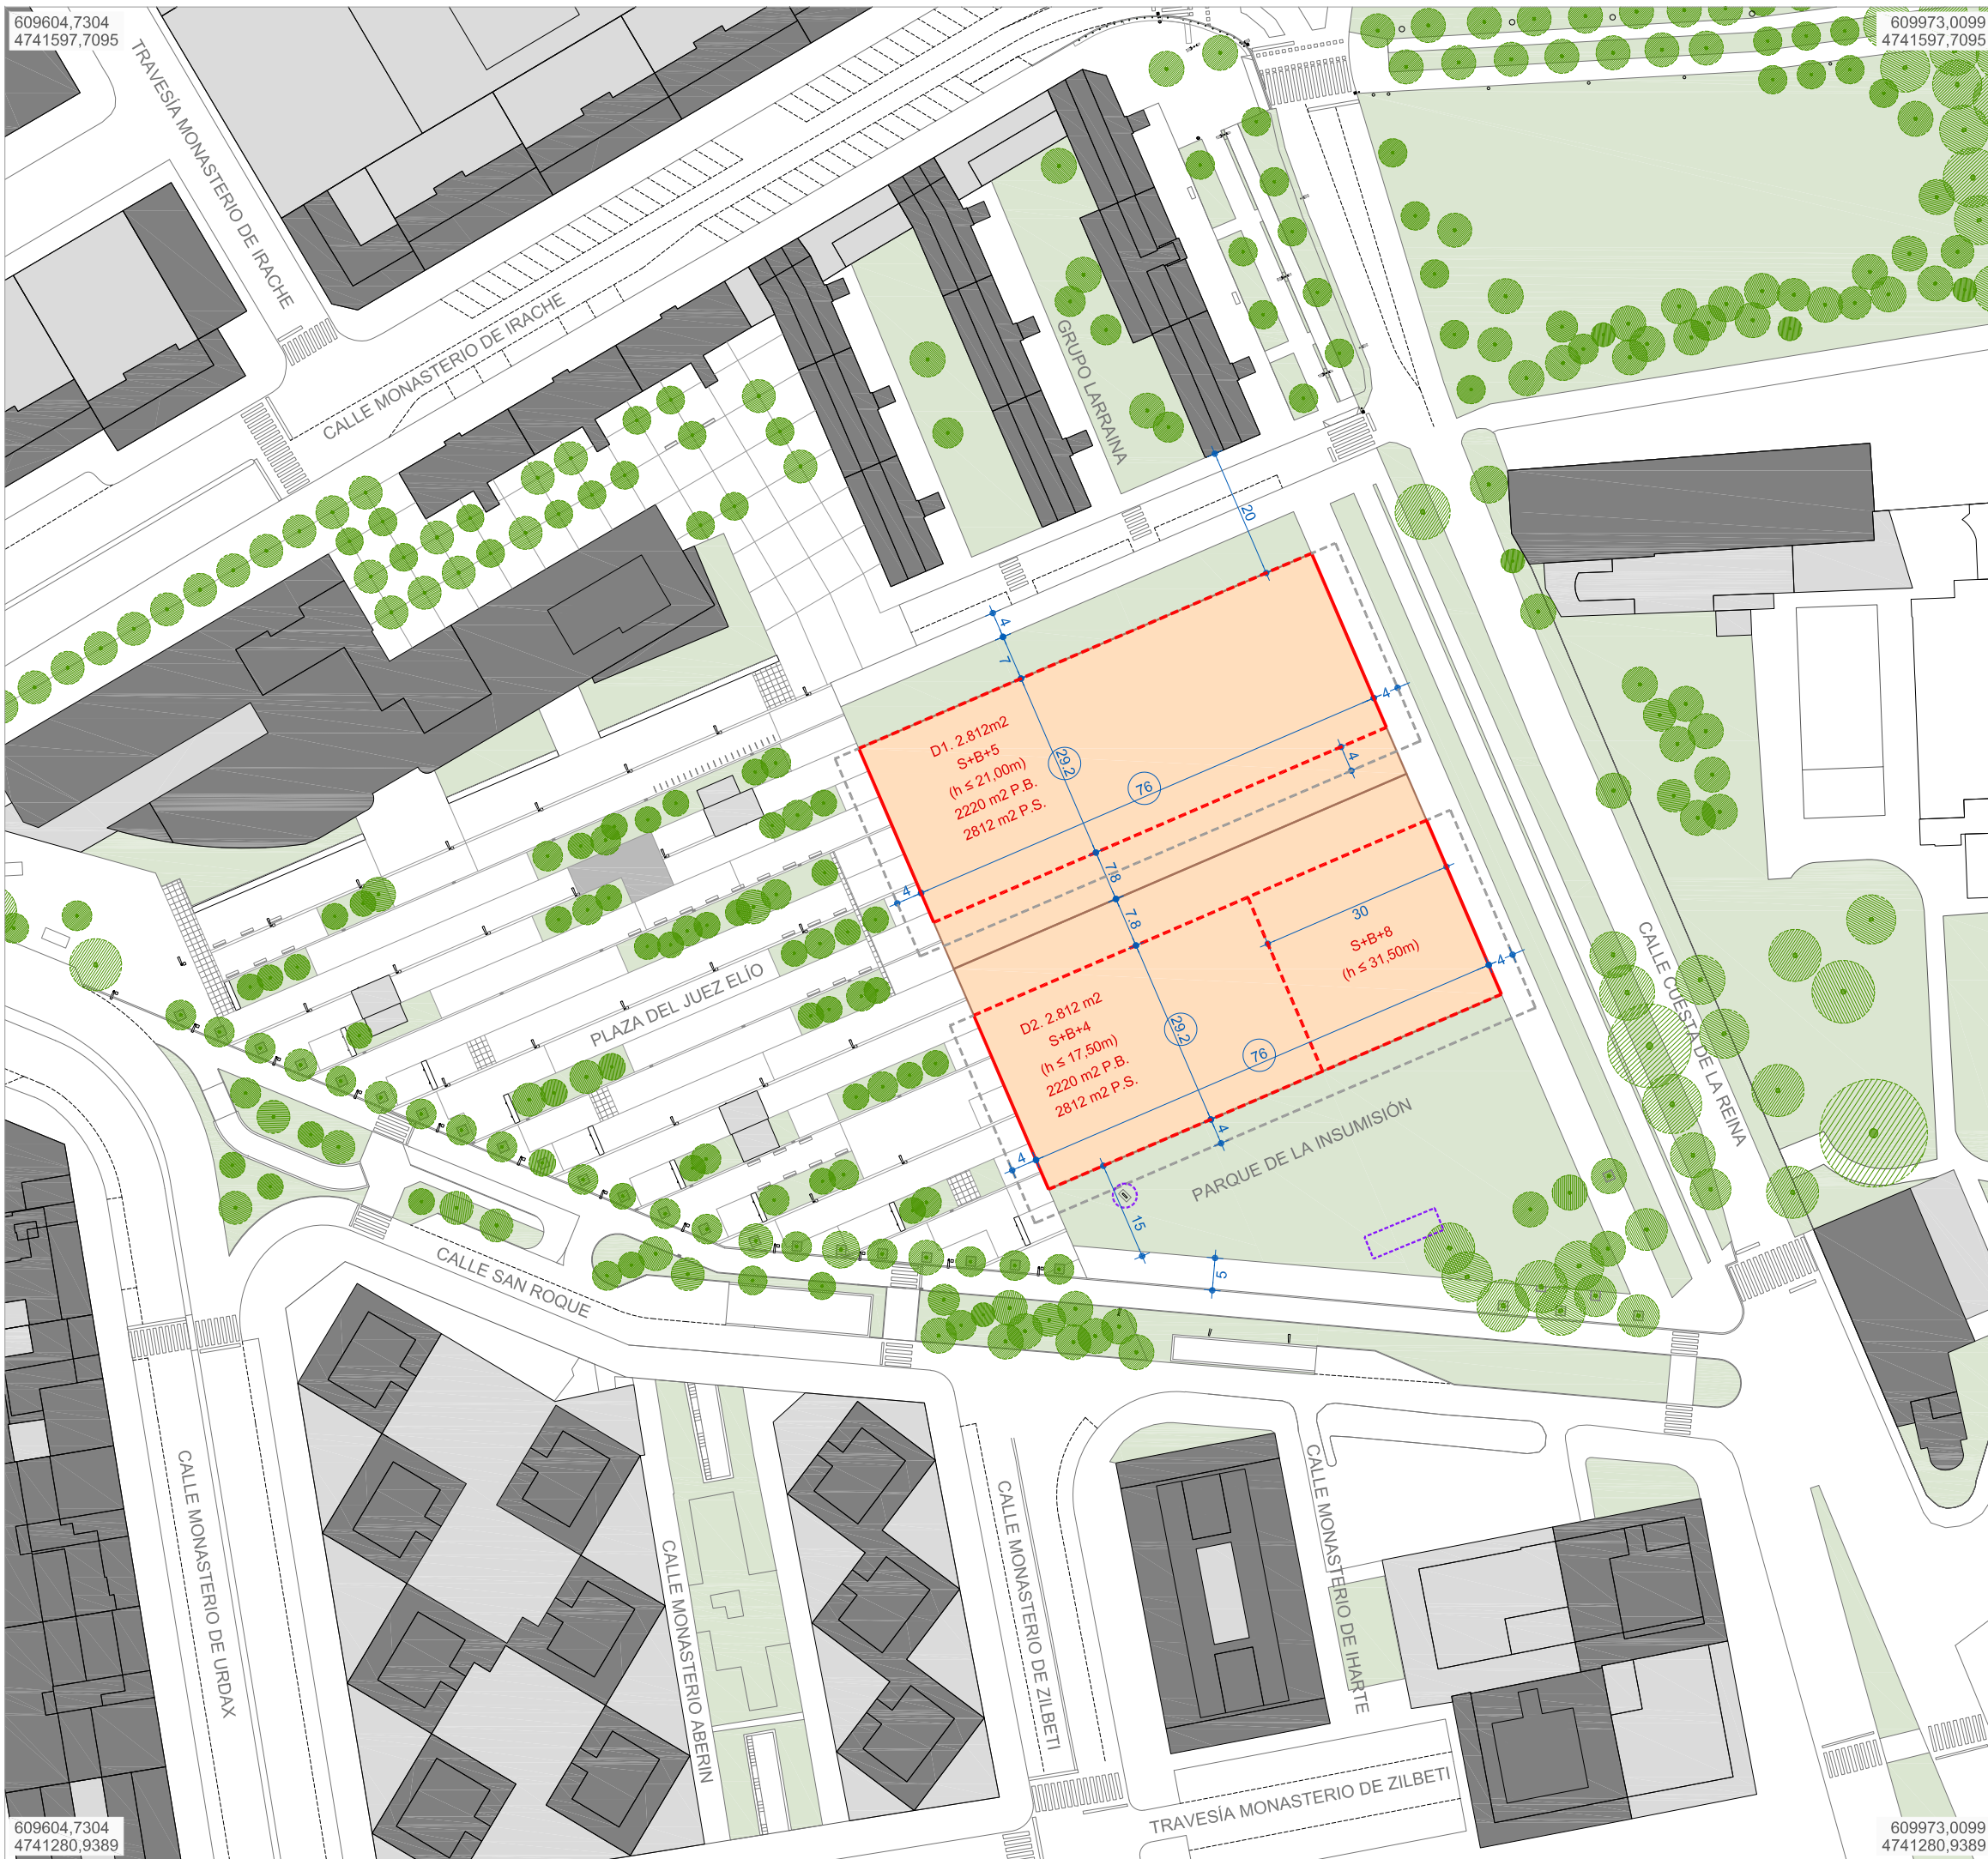 609604,7304
4741597,7095
609973,0099
4741597,7095
TRAVESÍA MONASTERIO DE IRACHE
CALLE MONASTERIO DE IRACHE
GRUPO LARRAINA
20
4
7
4
D1. 2.812m2
S+B+5
(h ≤ 21,00m)
2220 m2 P.B.
2812 m2 P.S.
29.2
76
4
4
7.8
7.8
30
S+B+8
(h ≤ 31,50m)
4
D2. 2.812 m2
S+B+4
(h ≤ 17,50m)
2220 m2 P.B.
2812 m2 P.S.
29.2
76
4
4
15
5
PLAZA DEL JUEZ ELÍO
PARQUE DE LA INSUMISIÓN
CALLE CUESTA DE LA REINA
CALLE SAN ROQUE
CALLE MONASTERIO DE URDAX
CALLE MONASTERIO ABERIN
CALLE MONASTERIO DE ZILBETI
CALLE MONASTERIO DE IHARTE
TRAVESÍA MONASTERIO DE ZILBETI
609604,7304
4741280,9389
609973,0099
4741280,9389